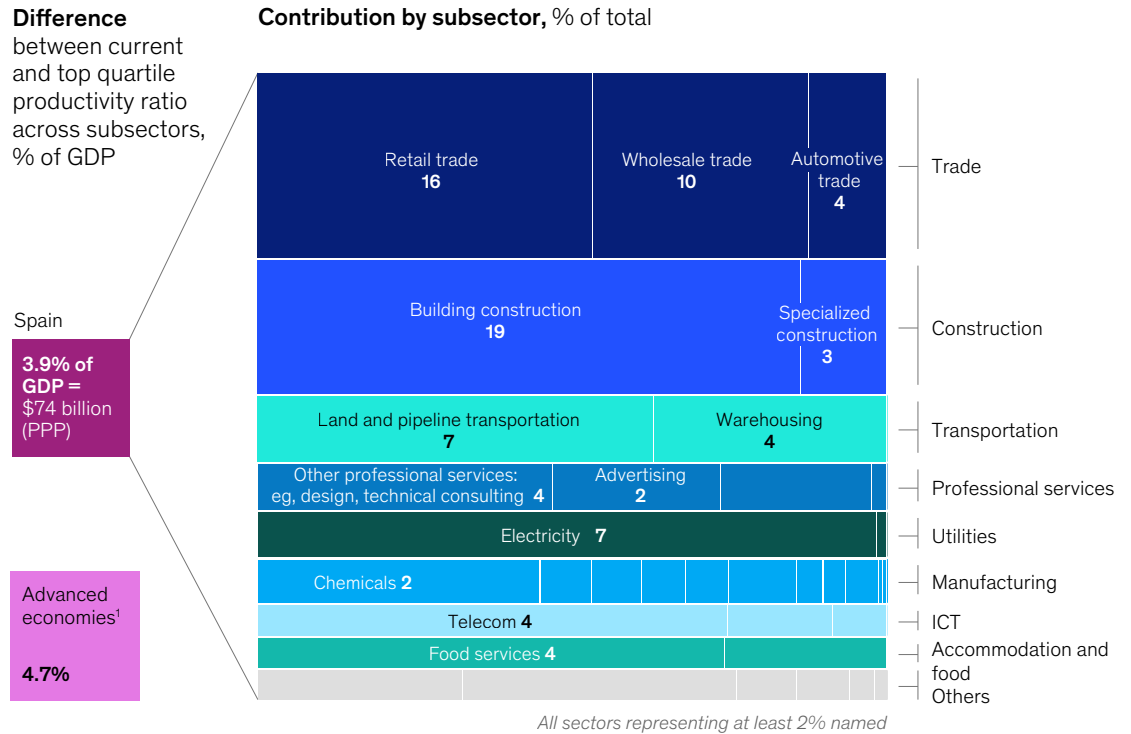 Difference
between current
and top quartile
productivity ratio
across subsectors,
% of GDP
Contribution by subsector, % of total
Retail trade
16
Wholesale trade
10
Automotive
trade
4
Trade
Building construction
19
Specialized
construction
3
Construction
Spain
3.9% of
GDP =
$74 billion
(PPP)
Land and pipeline transportation
7
Warehousing
4
Transportation
Other professional services:
eg, design, technical consulting 4
Advertising
2
Professional services
Electricity 7
Utilities
Advanced
economies¹
4.7%
Chemicals 2
Manufacturing
Telecom 4
ICT
Food services 4
Accommodation and
food
Others
All sectors representing at least 2% named